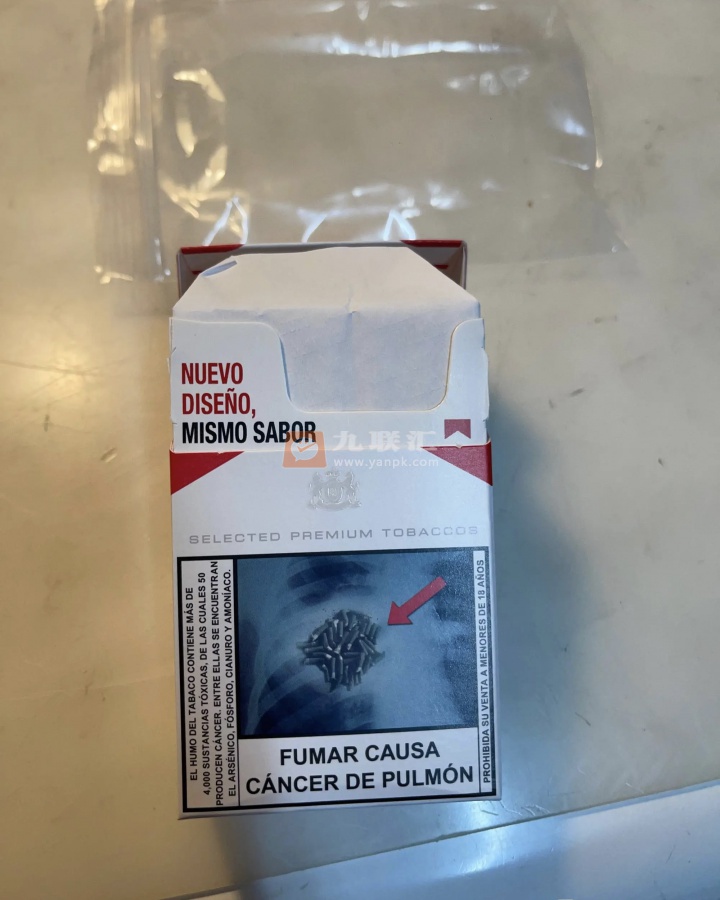 NUEVO
DISEÑO,
MISMO SABOR
九联汇
www.yanpk.com
SELECTED PREMIUM TOBACCOS
EL HUMO DEL TABACO CONTIENE MÁS DE
4.000 SUSTANCIAS TÓXICAS, DE LAS CUALES 50
PRODUCEN CÁNCER. ENTRE ELLAS SE ENCUENTRAN
EL ARSÉNICO, FÓSFORO, CIANURO Y AMONÍACO.
FUMAR CAUSA
CÁNCER DE PULMÓN
PROHIBIDA SU VENTA A MENORES DE 18 AÑOS